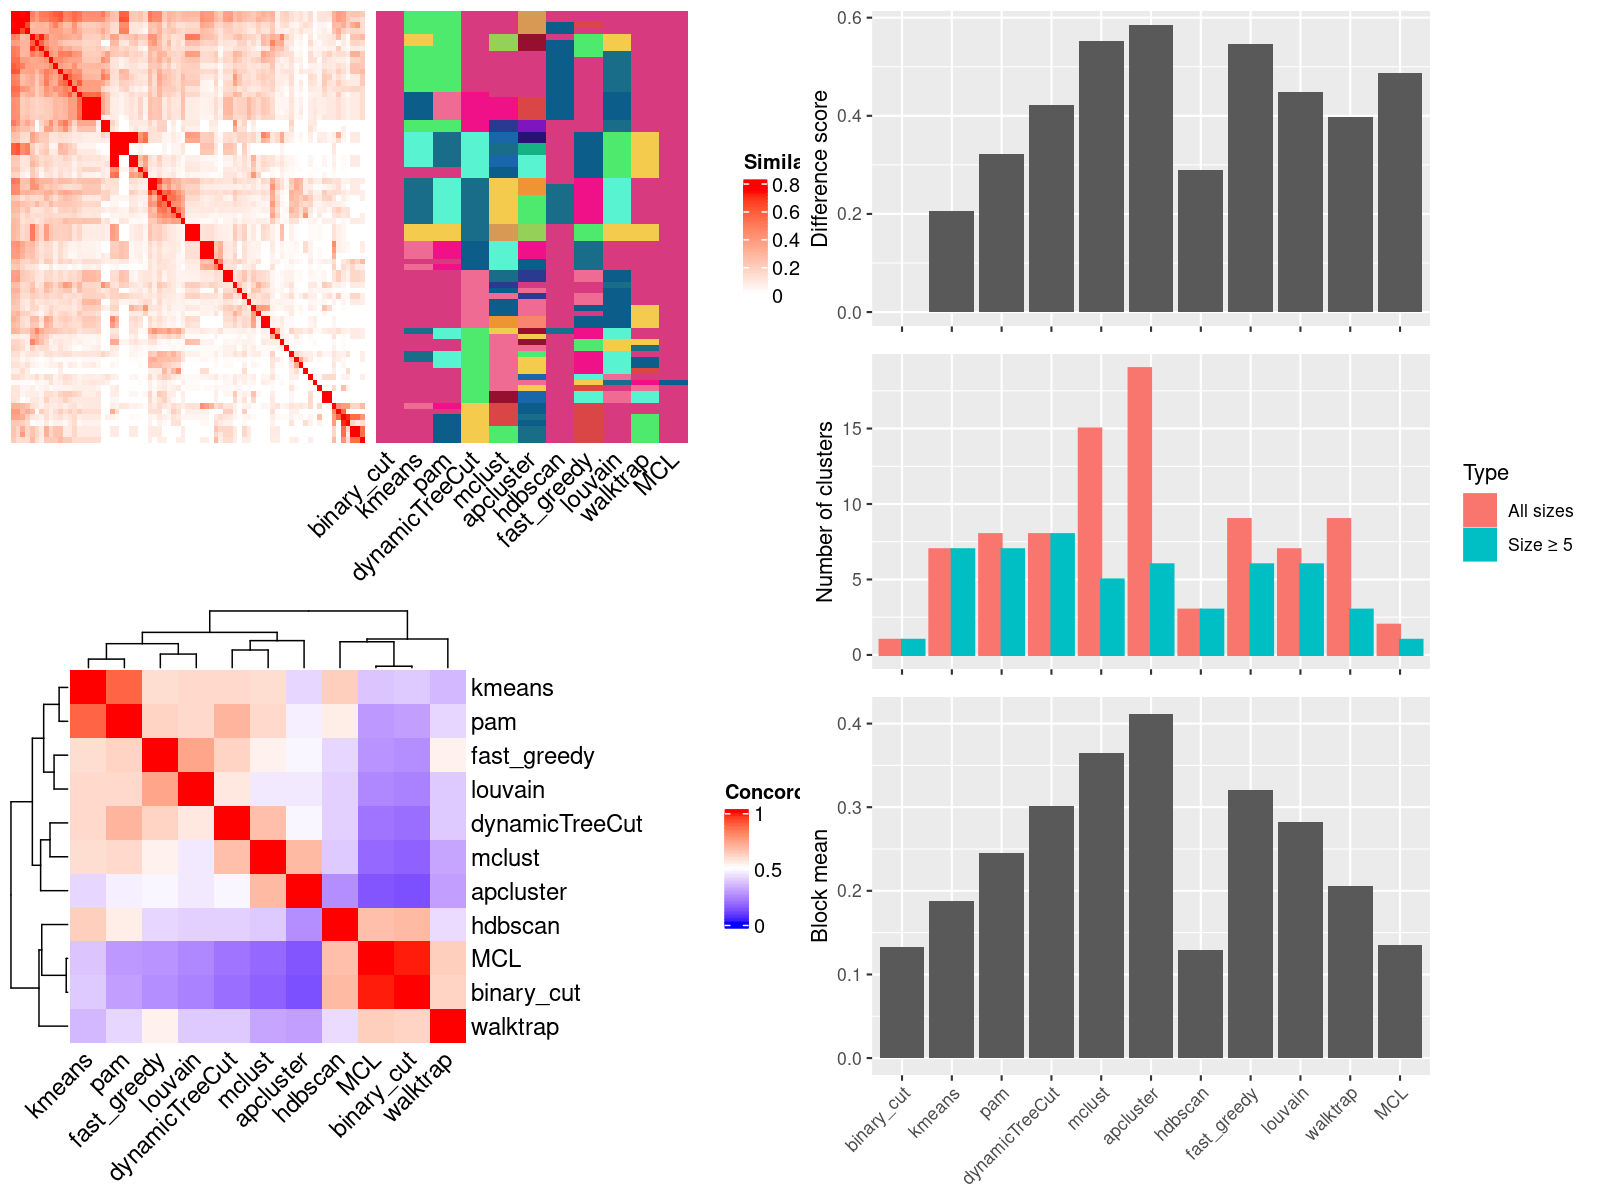 Simila
0.8
0.6
0.4
0.2
0
binary_cut
kmeans
pam
dynamicTreeCut
mclust
apcluster
hdbscan
fast_greedy
louvain
walktrap
MCL
Difference score
0.6
0.4
0.2
0.0
Number of clusters
15
10
5
0
Type
All sizes
Size ≥ 5
Block mean
0.4
0.3
0.2
0.1
0.0
binary_cut
kmeans
pam
dynamicTreeCut
mclust
apcluster
hdbscan
fast_greedy
louvain
walktrap
MCL
kmeans
pam
fast_greedy
louvain
dynamicTreeCut
mclust
apcluster
hdbscan
MCL
binary_cut
walktrap
kmeans
pam
fast_greedy
louvain
dynamicTreeCut
mclust
apcluster
hdbscan
MCL
binary_cut
walktrap
Concord
1
0.5
0